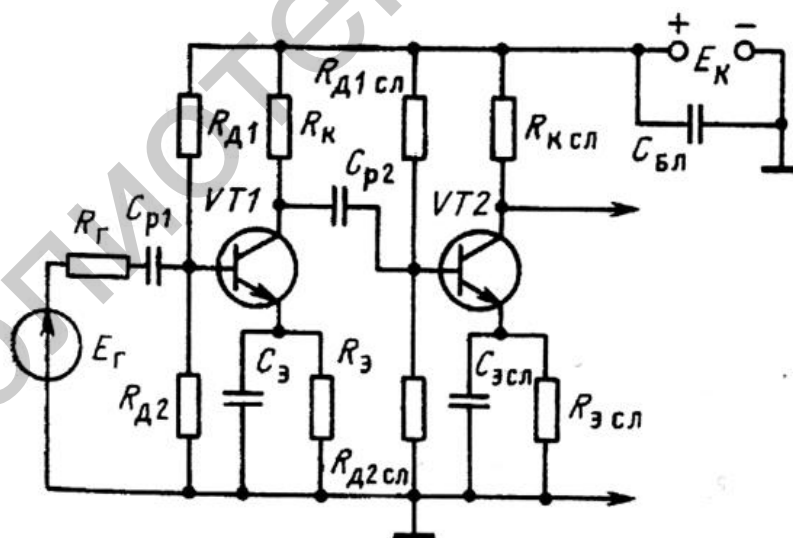 + −
E_К
R_Д1 СЛ
R_Д1
R_К
R_К СЛ
C_БЛ
C_р2
VT1
VT2
C_р1
R_Г
E_Г
C_Э
R_Э
C_Э СЛ
R_Д2
R_Э СЛ
R_Д2 СЛ